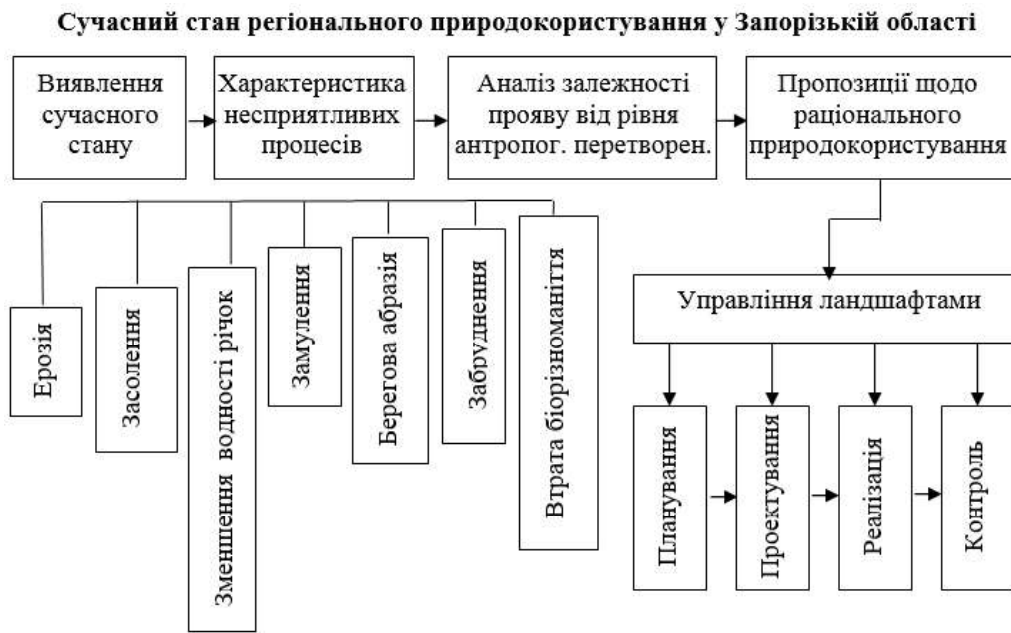 Сучасний стан регіонального природокористування у Запорізькій області
Виявлення
сучасного
стану
Характеристика
несприятливих
процесів
Аналіз залежності
прояву від рівня
антропог. перетворен.
Пропозиції щодо
раціонального
природокористування
Ерозія
Засолення
Зменшення водності річок
Замулення
Берегова абразія
Забруднення
Втрата біорізноманіття
Управління ландшафтами
Планування
Проектування
Реалізація
Контроль